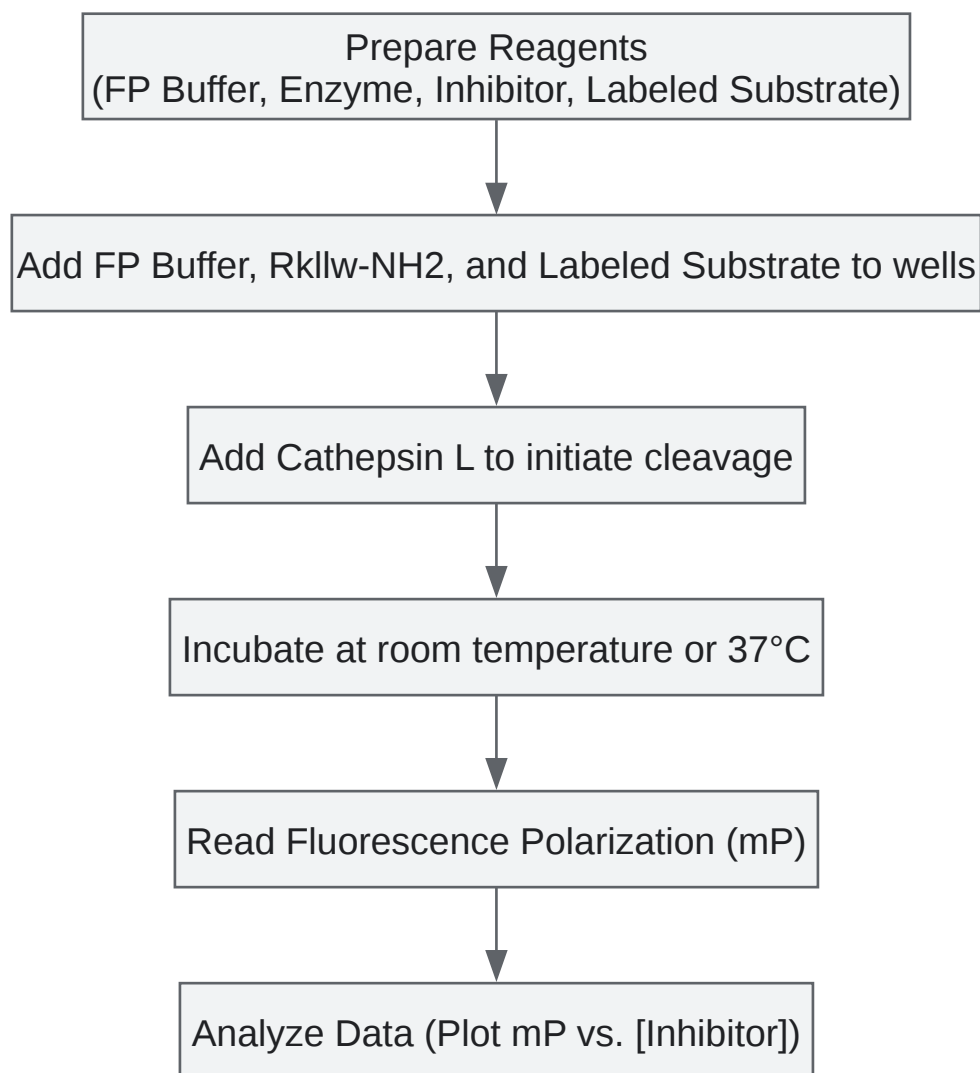 Prepare Reagents
(FP Buffer, Enzyme, Inhibitor, Labeled Substrate)
Add FP Buffer, Rkllw-NH2, and Labeled Substrate to wells
Add Cathepsin L to initiate cleavage
Incubate at room temperature or 37°C
Read Fluorescence Polarization (mP)
Analyze Data (Plot mP vs. [Inhibitor])